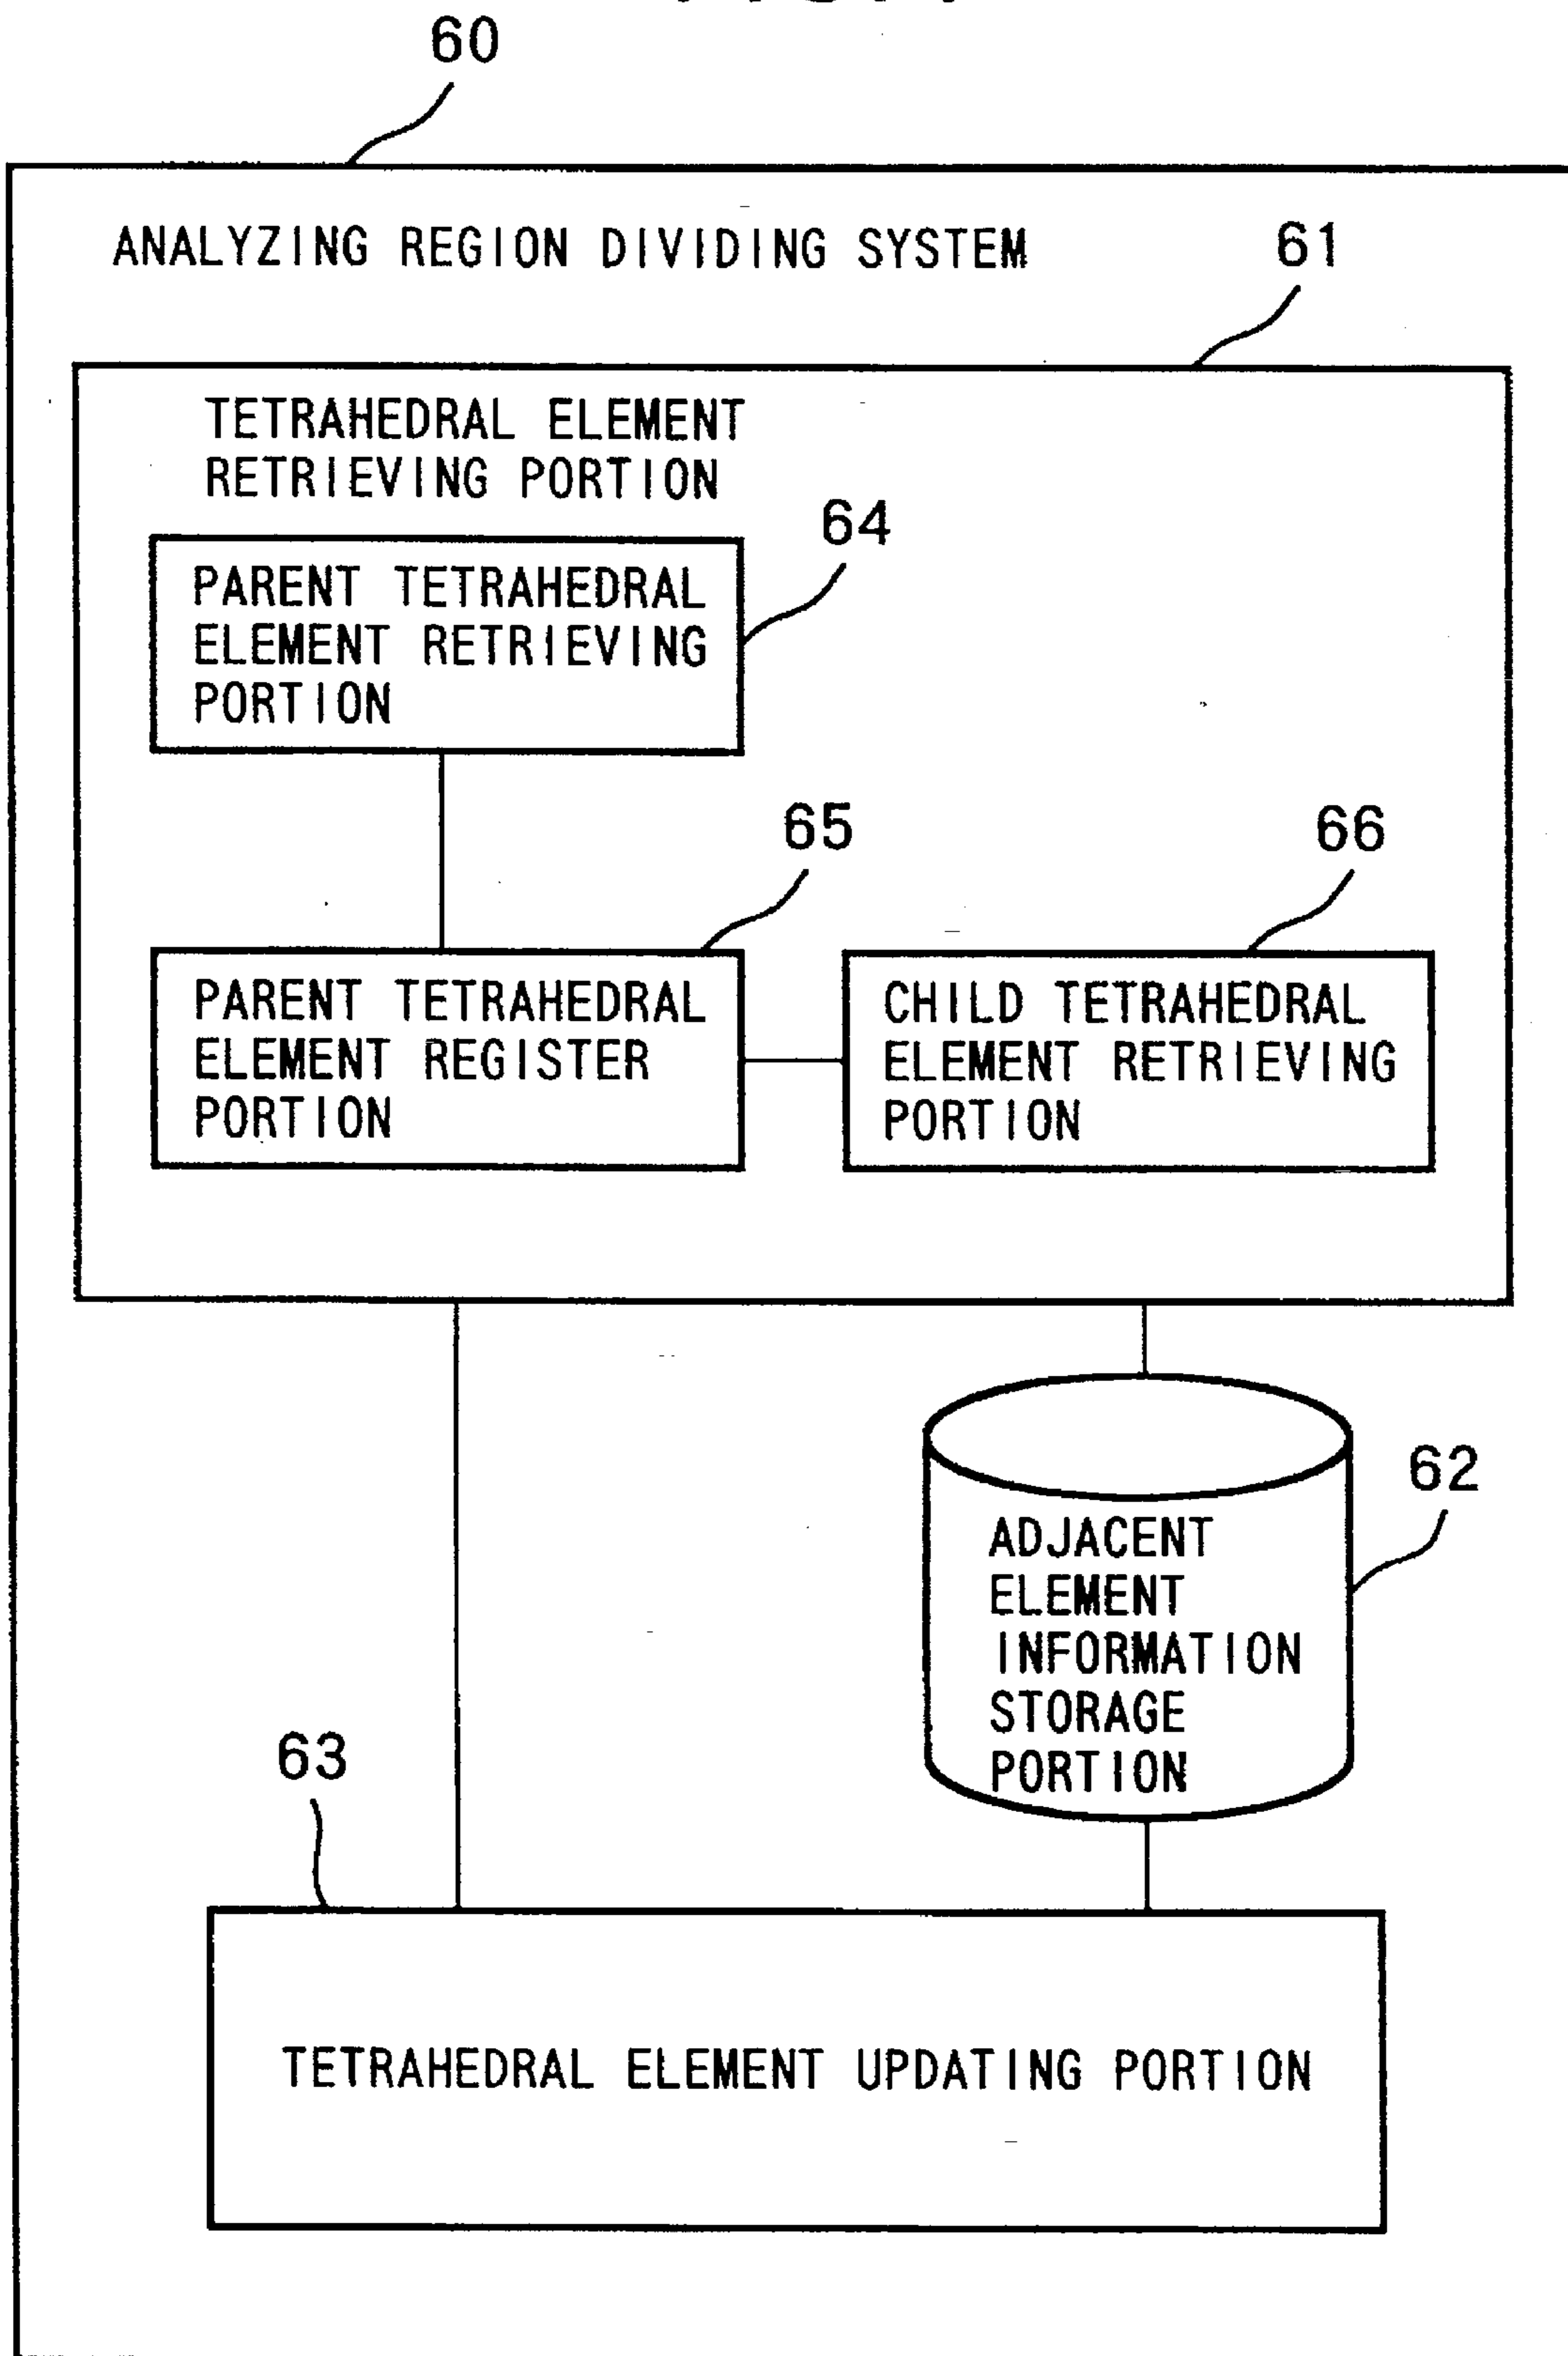 60
ANALYZING REGION DIVIDING SYSTEM
61
TETRAHEDRAL ELEMENT
RETRIEVING PORTION
64
PARENT TETRAHEDRAL
ELEMENT RETRIEVING
PORTION
65
66
PARENT TETRAHEDRAL
ELEMENT REGISTER
PORTION
CHILD TETRAHEDRAL
ELEMENT RETRIEVING
PORTION
62
ADJACENT
ELEMENT
INFORMATION
STORAGE
PORTION
63
TETRAHEDRAL ELEMENT UPDATING PORTION